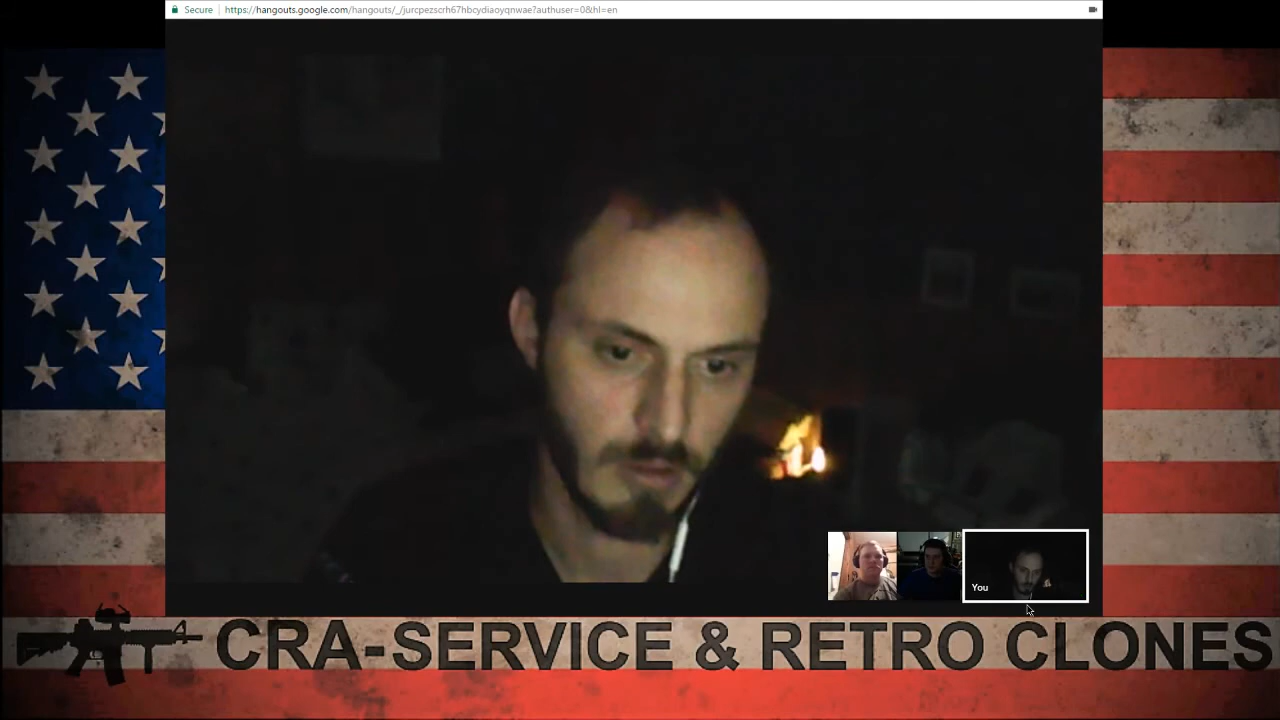 Secure
https://hangouts.google.com/hangouts/_/jurcpezscrh67hbcydiaoyqnwae?authuser=0&hl=en
You
CRA-SERVICE & RETRO CLONES